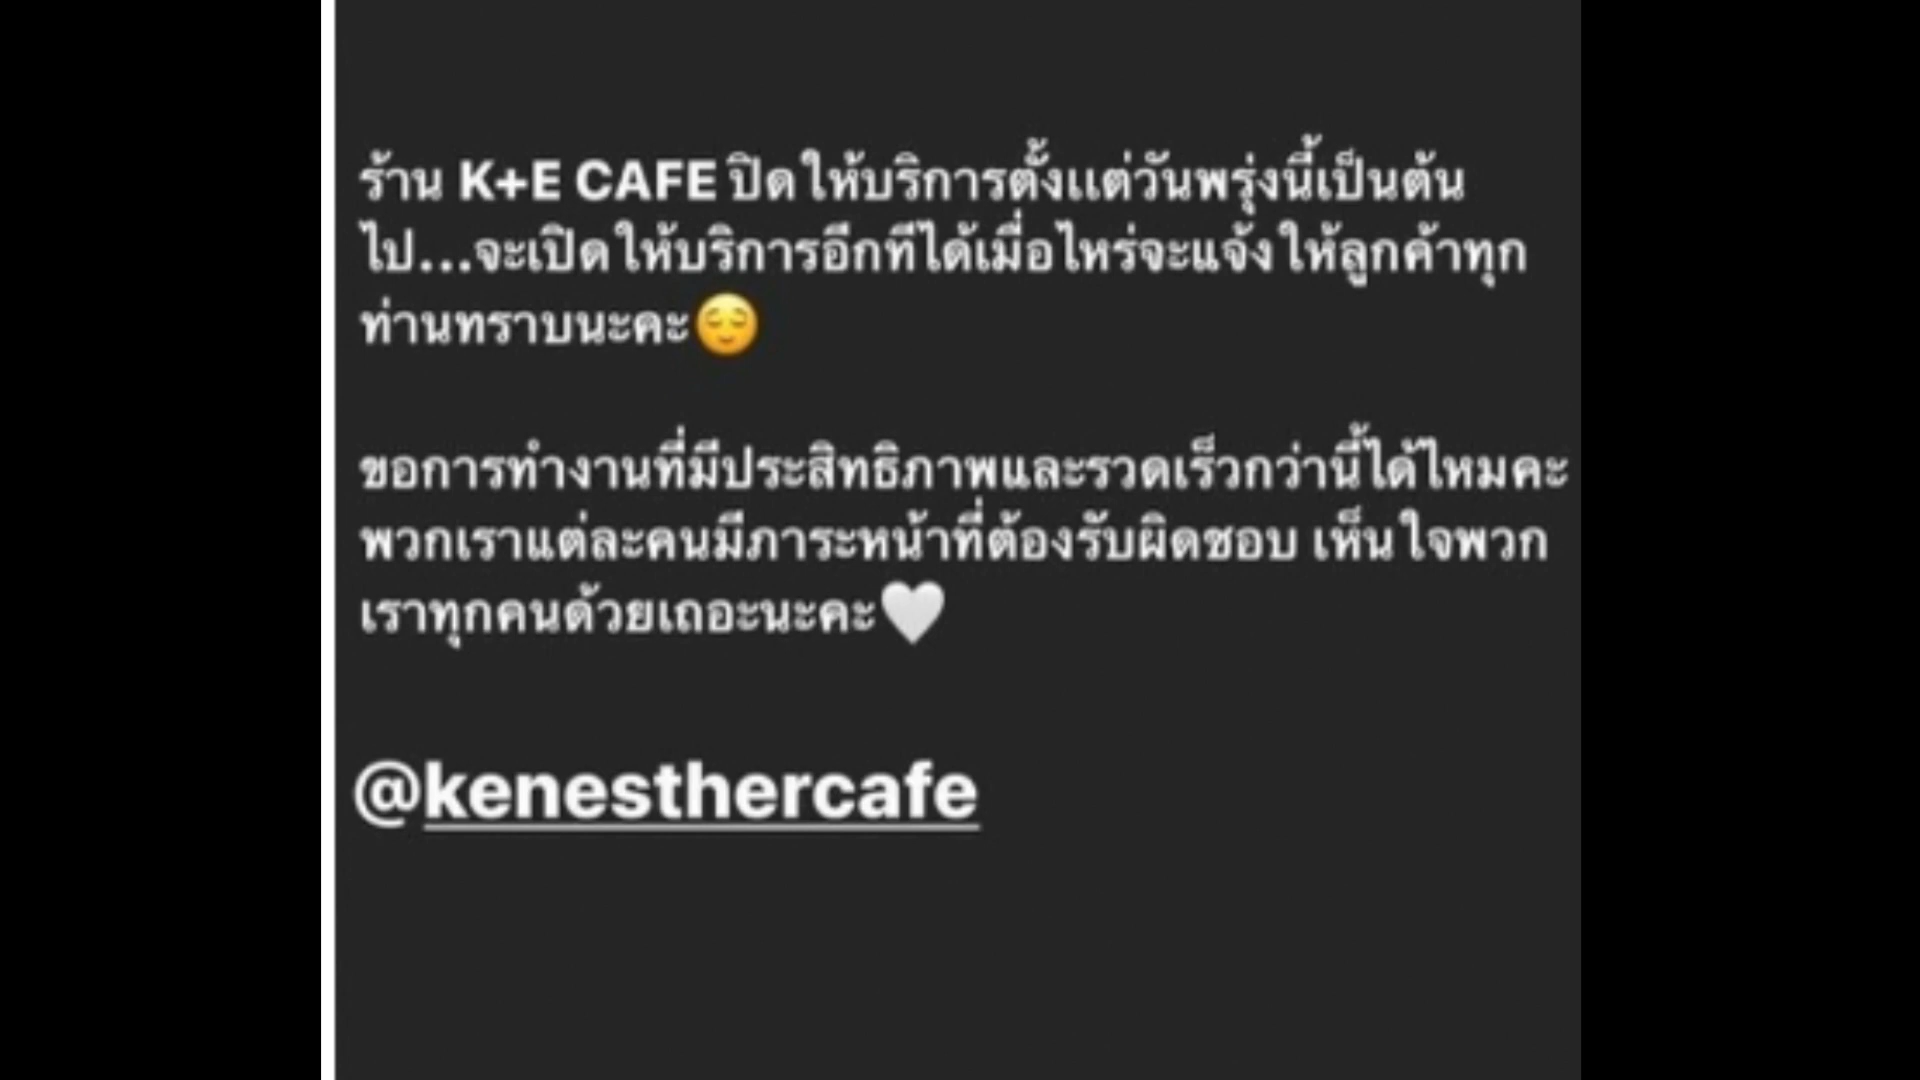 ร้าน K+E CAFE ปิดให้บริการตั้งแต่วันพรุ่งนี้เป็นต้น
ไป...จะเปิดให้บริการอีกทีได้เมื่อไหร่จะแจ้งให้ลูกค้าทุก
ท่านทราบนะคะ😌
ขอการทำงานที่มีประสิทธิภาพและรวดเร็วกว่านี้ได้ไหมคะ
พวกเราแต่ละคนมีภาระหน้าที่ต้องรับผิดชอบ เห็นใจพวก
เราทุกคนด้วยเถอะนะคะ🤍
@kenesthercafe